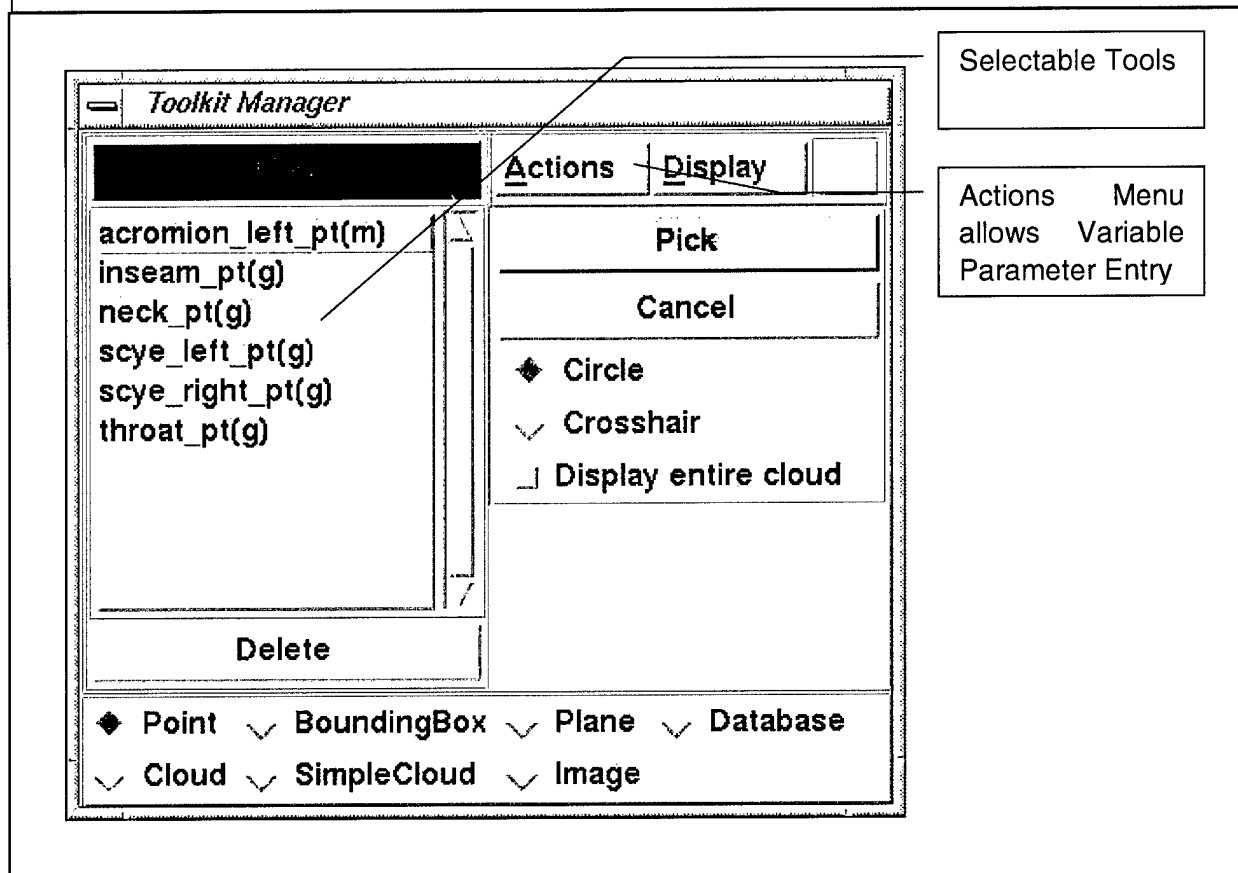 Selectable Tools
Toolkit Manager
Actions Display
Actions Menu
allows Variable
Parameter Entry
acromion_left_pt(m)
inseam_pt(g)
neck_pt(g)
scye_left_pt(g)
scye_right_pt(g)
throat_pt(g)
Pick
Cancel
Circle
Crosshair
Display entire cloud
Delete
Point BoundingBox Plane Database
Cloud SimpleCloud Image